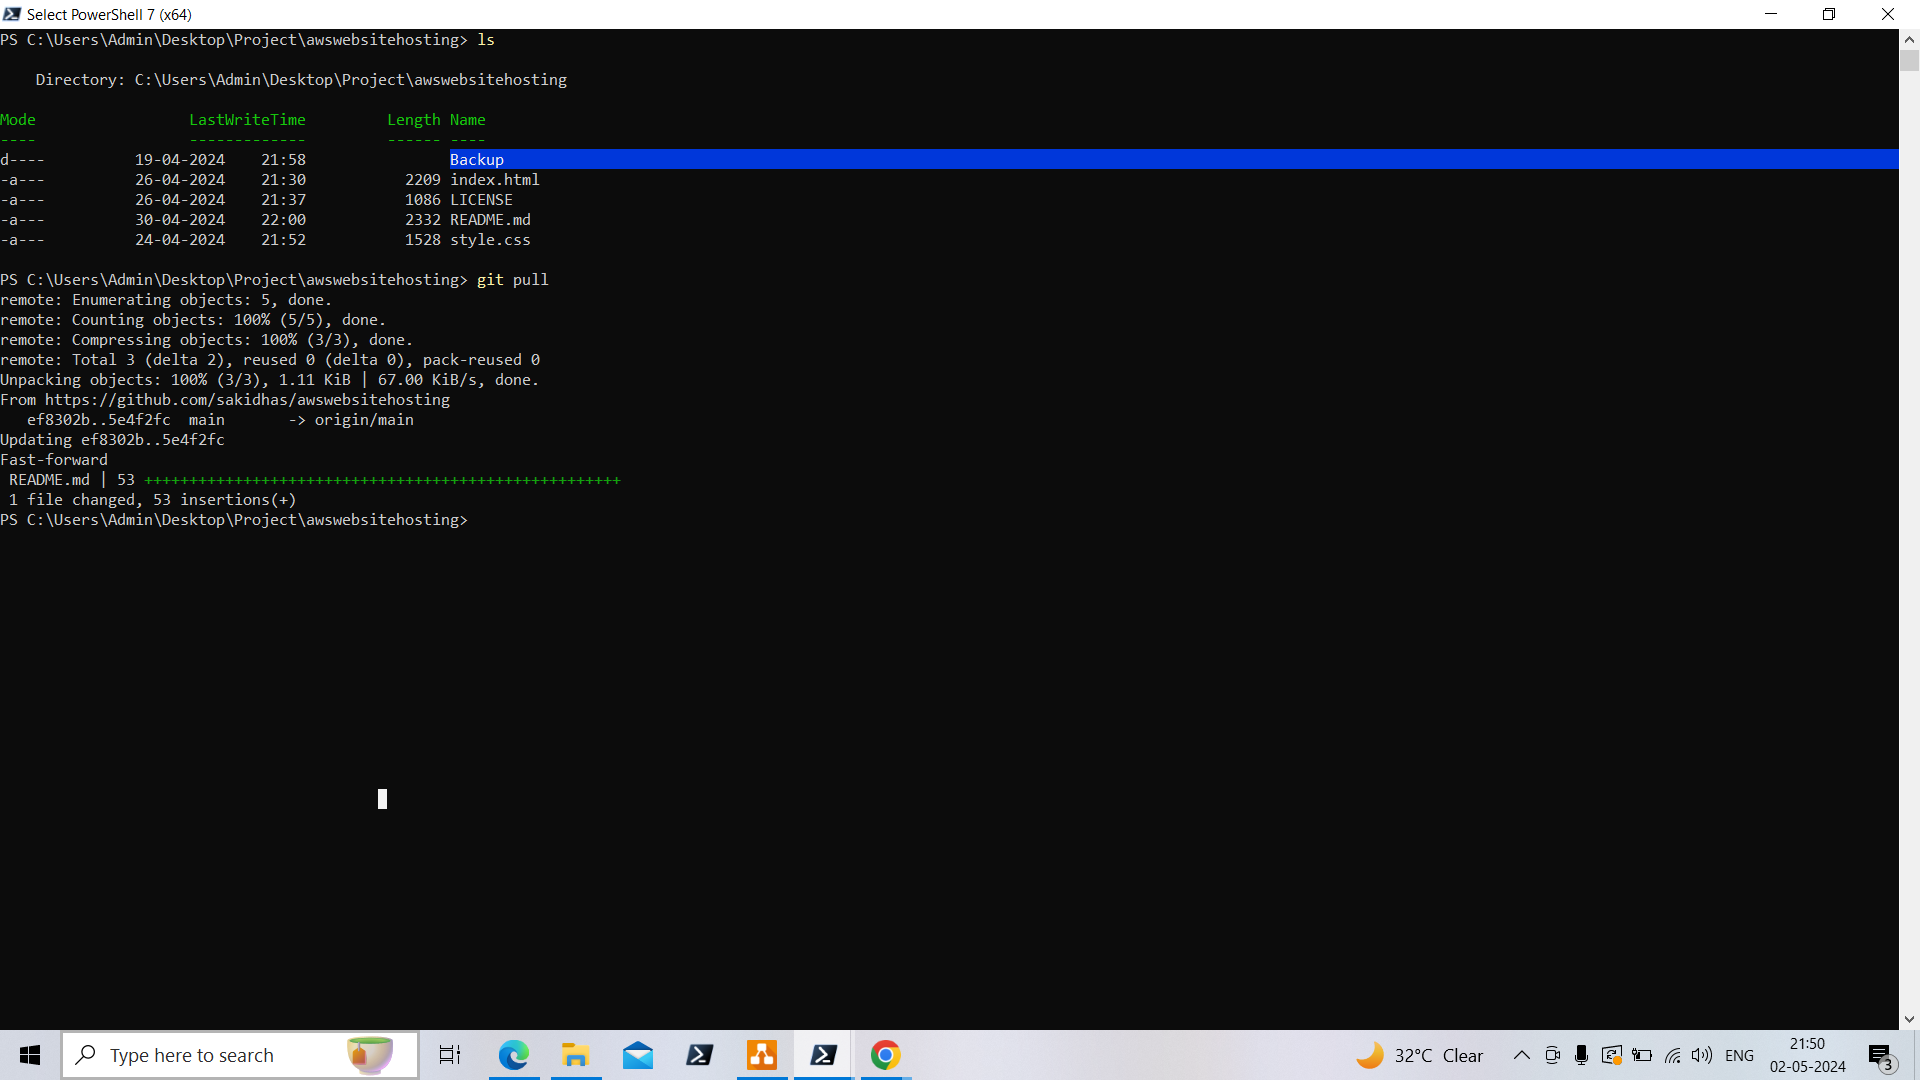 Select PowerShell 7 (x64)
PS C:\Users\Admin\Desktop\Project\awswebsitehosting> ls
    Directory: C:\Users\Admin\Desktop\Project\awswebsitehosting
Mode                 LastWriteTime         Length Name
----                 -------------         ------ ----
d----          19-04-2024    21:58                Backup
-a---          26-04-2024    21:30           2209 index.html
-a---          26-04-2024    21:37           1086 LICENSE
-a---          30-04-2024    22:00           2332 README.md
-a---          24-04-2024    21:52           1528 style.css
PS C:\Users\Admin\Desktop\Project\awswebsitehosting> git pull
remote: Enumerating objects: 5, done.
remote: Counting objects: 100% (5/5), done.
remote: Compressing objects: 100% (3/3), done.
remote: Total 3 (delta 2), reused 0 (delta 0), pack-reused 0
Unpacking objects: 100% (3/3), 1.11 KiB | 67.00 KiB/s, done.
From https://github.com/sakidhas/awswebsitehosting
   ef8302b..5e4f2fc  main       -> origin/main
Updating ef8302b..5e4f2fc
Fast-forward
 README.md | 53 +++++++++++++++++++++++++++++++++++++++++++++++++++++
 1 file changed, 53 insertions(+)
PS C:\Users\Admin\Desktop\Project\awswebsitehosting>
Type here to search
32°C Clear
ENG
21:50
02-05-2024
3